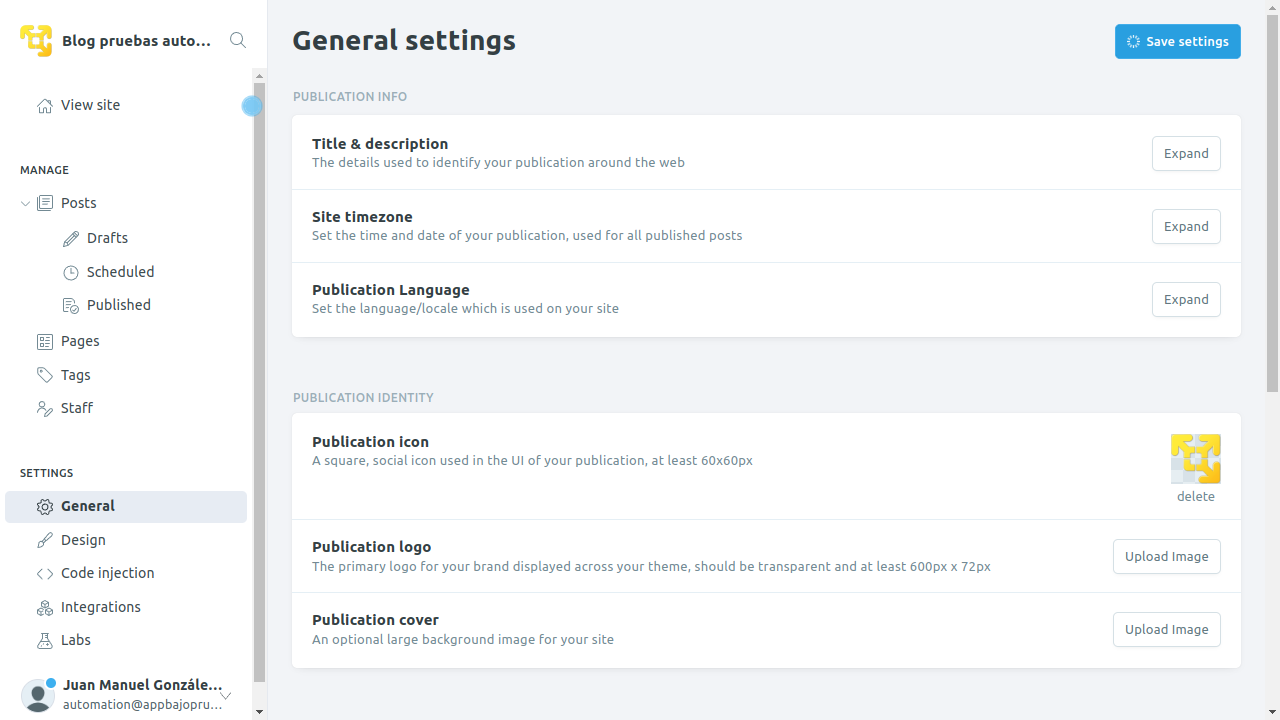 Blog pruebas auto...
View site
MANAGE
Posts
Drafts
Scheduled
Published
Pages
Tags
Staff
SETTINGS
General
Design
Code injection
Integrations
Labs
Juan Manuel Gonzále...
automation@appbajopru...
General settings
Save settings
PUBLICATION INFO
Title & description
The details used to identify your publication around the web
Expand
Site timezone
Set the time and date of your publication, used for all published posts
Expand
Publication Language
Set the language/locale which is used on your site
Expand
PUBLICATION IDENTITY
Publication icon
A square, social icon used in the UI of your publication, at least 60x60px
delete
Publication logo
The primary logo for your brand displayed across your theme, should be transparent and at least 600px x 72px
Upload Image
Publication cover
An optional large background image for your site
Upload Image